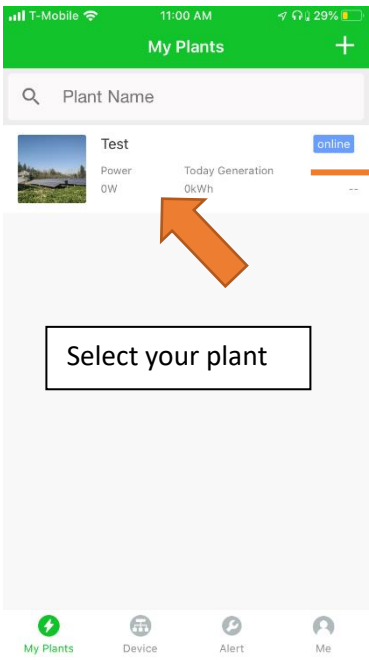 T-Mobile 11:00 AM 29%
My Plants +
Plant Name
Test online
Power Today Generation
0W 0kWh --
Select your plant
My Plants Device Alert Me